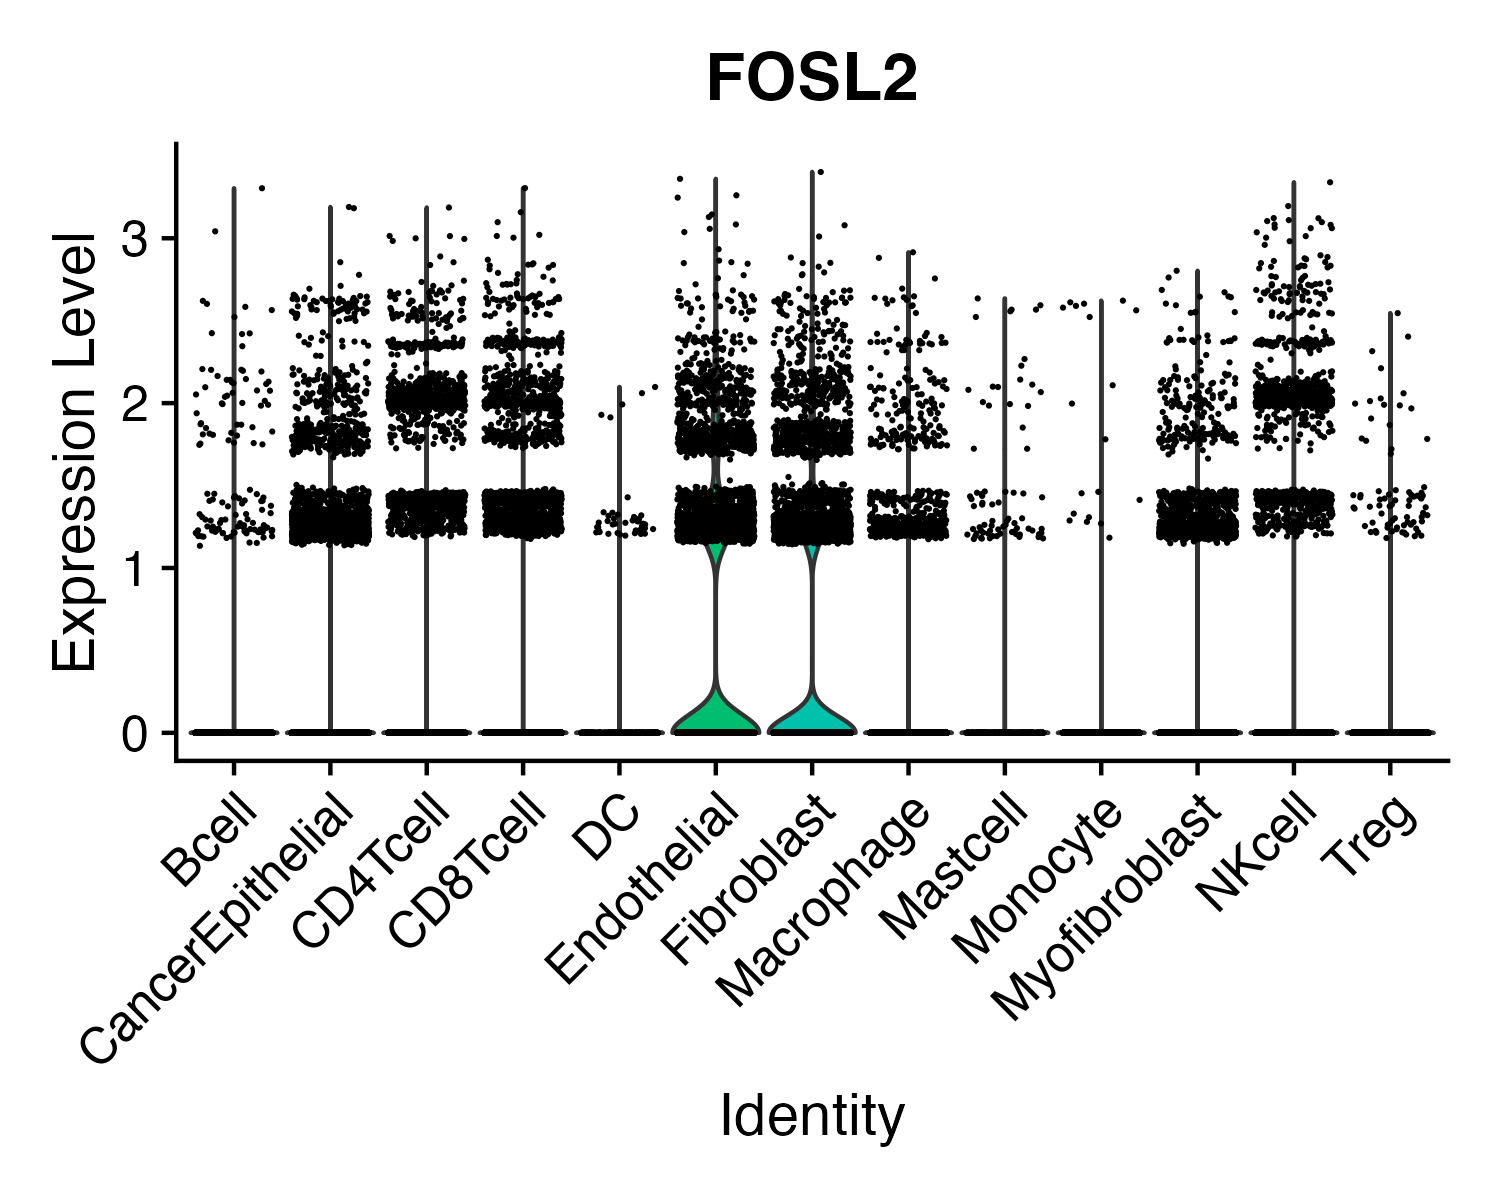 FOSL2
Expression Level
3
2
1
0
Bcell
CancerEpithelial
CD4Tcell
CD8Tcell
DC
Endothelial
Fibroblast
Macrophage
Mastcell
Monocyte
Myofibroblast
NKcell
Treg
Identity